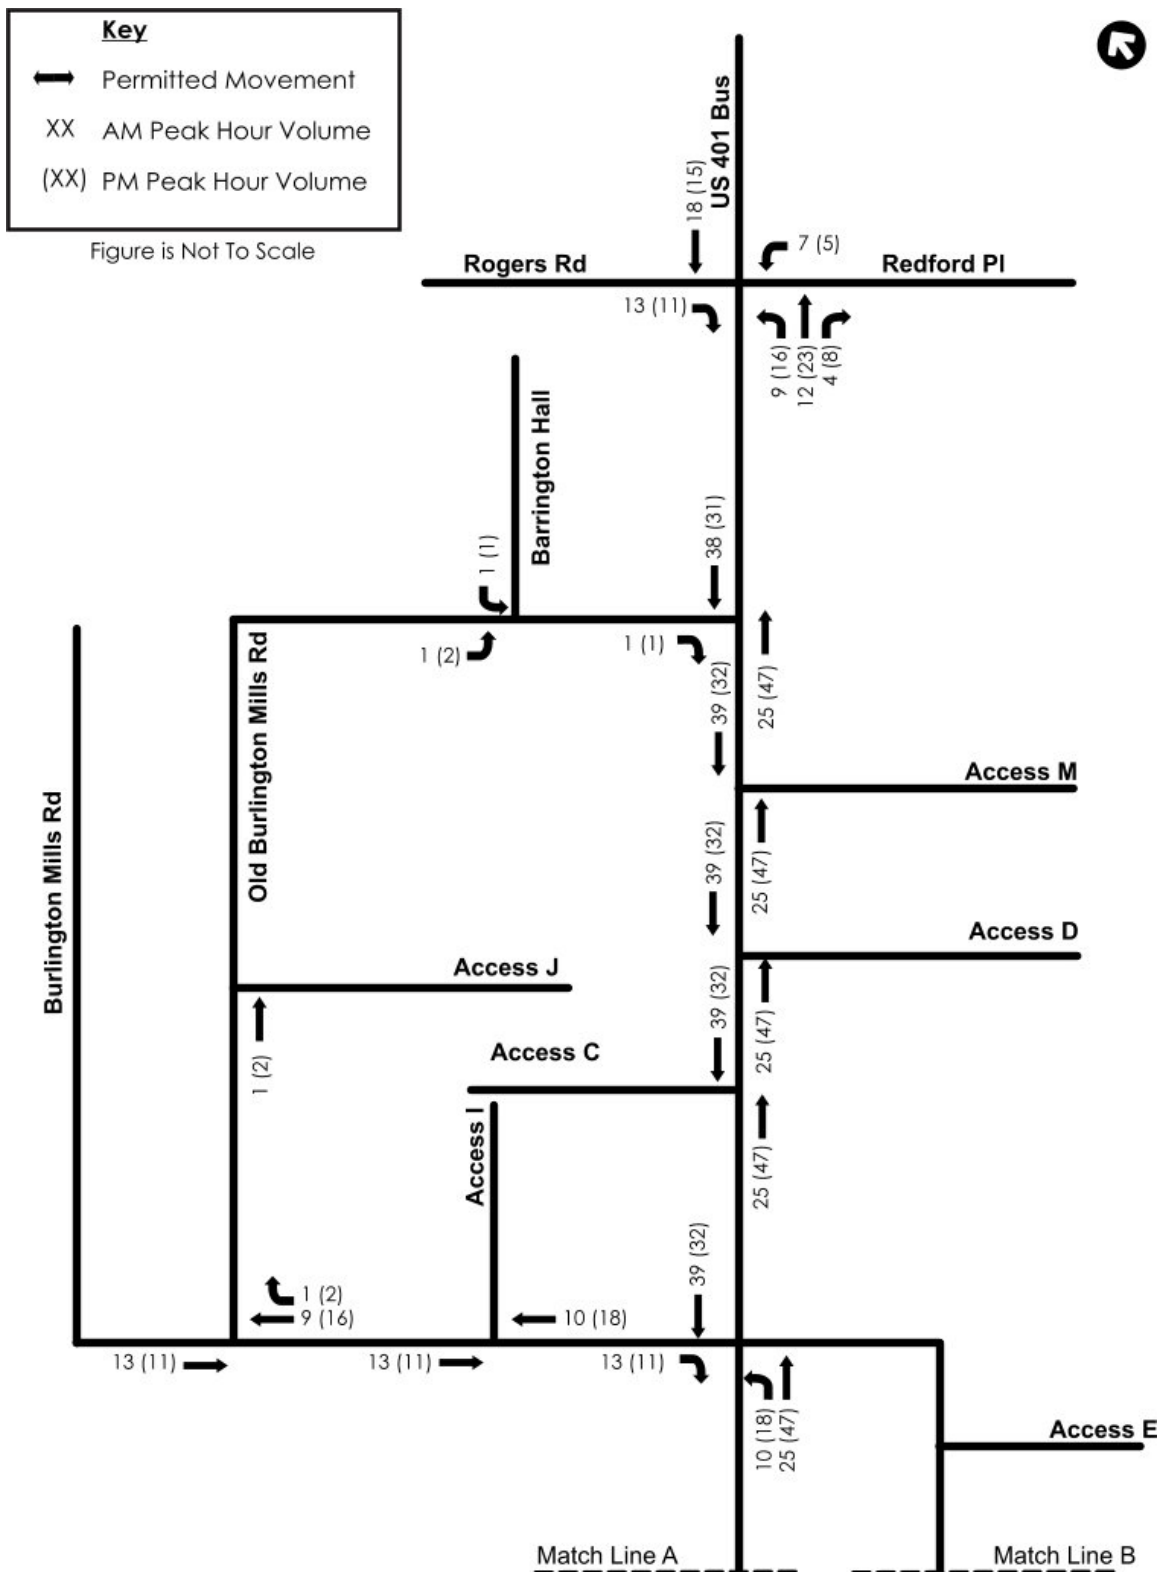 Key
Permitted Movement
XX AM Peak Hour Volume
(XX) PM Peak Hour Volume
Figure is Not To Scale
US 401 Bus
18 (15)
7 (5)
Rogers Rd
Redford Pl
13 (11)
9 (16)
12 (23)
4 (8)
Barrington Hall
1 (1)
38 (31)
1 (2)
1 (1)
39 (32)
25 (47)
Old Burlington Mills Rd
Burlington Mills Rd
Access M
39 (32)
25 (47)
Access D
Access J
39 (32)
25 (47)
Access C
1 (2)
Access I
25 (47)
39 (32)
1 (2)
9 (16)
10 (18)
13 (11)
13 (11)
13 (11)
10 (18)
25 (47)
Access E
Match Line A
Match Line B